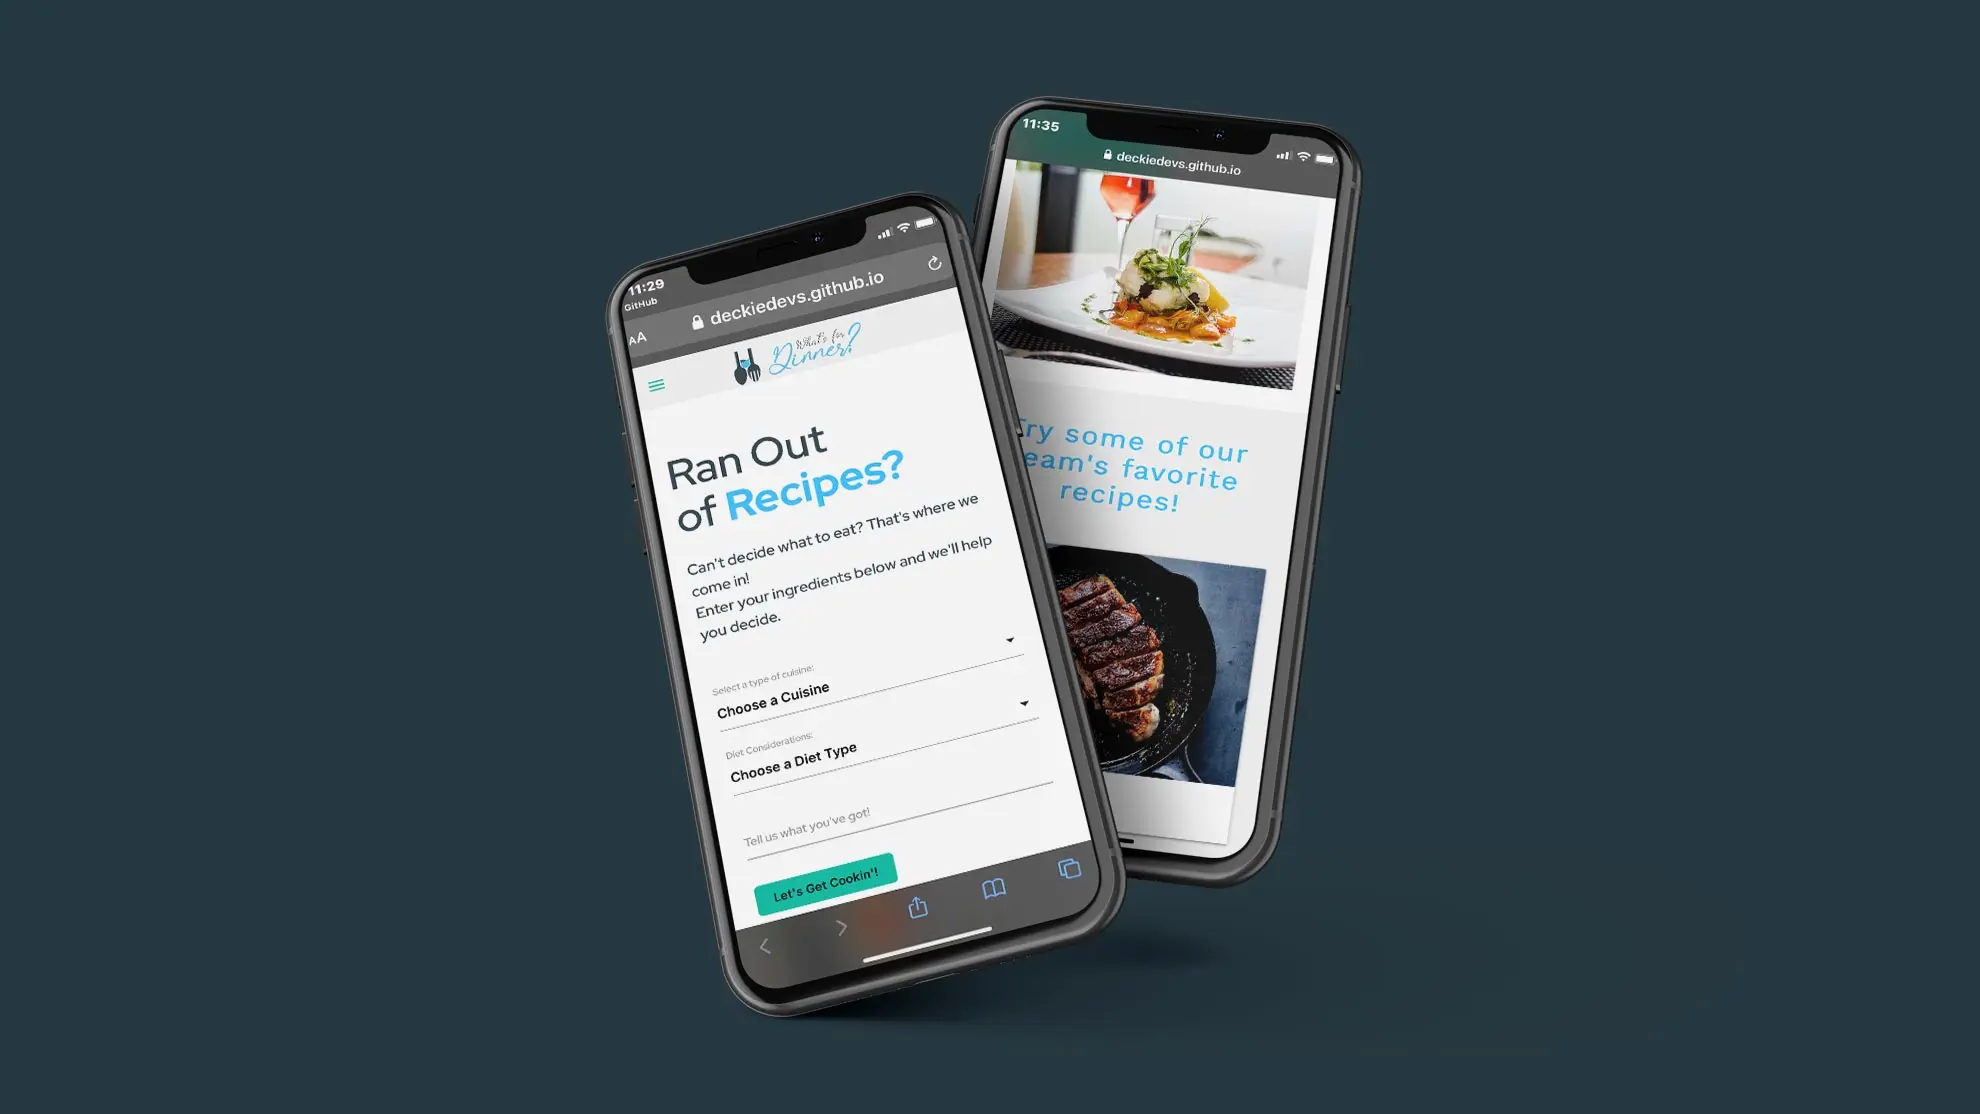 11:29
GitHub
AA
deckiedevs.github.io
What's for
Dinner?
Ran Out
of Recipes?
Can't decide what to eat? That's where we
come in!
Enter your ingredients below and we'll help
you decide.
Select a type of cuisine:
Choose a Cuisine
Diet Considerations:
Choose a Diet Type
Tell us what you've got!
Let's Get Cookin'!
11:35
deckiedevs.github.io
Try some of our
eam's favorite
recipes!